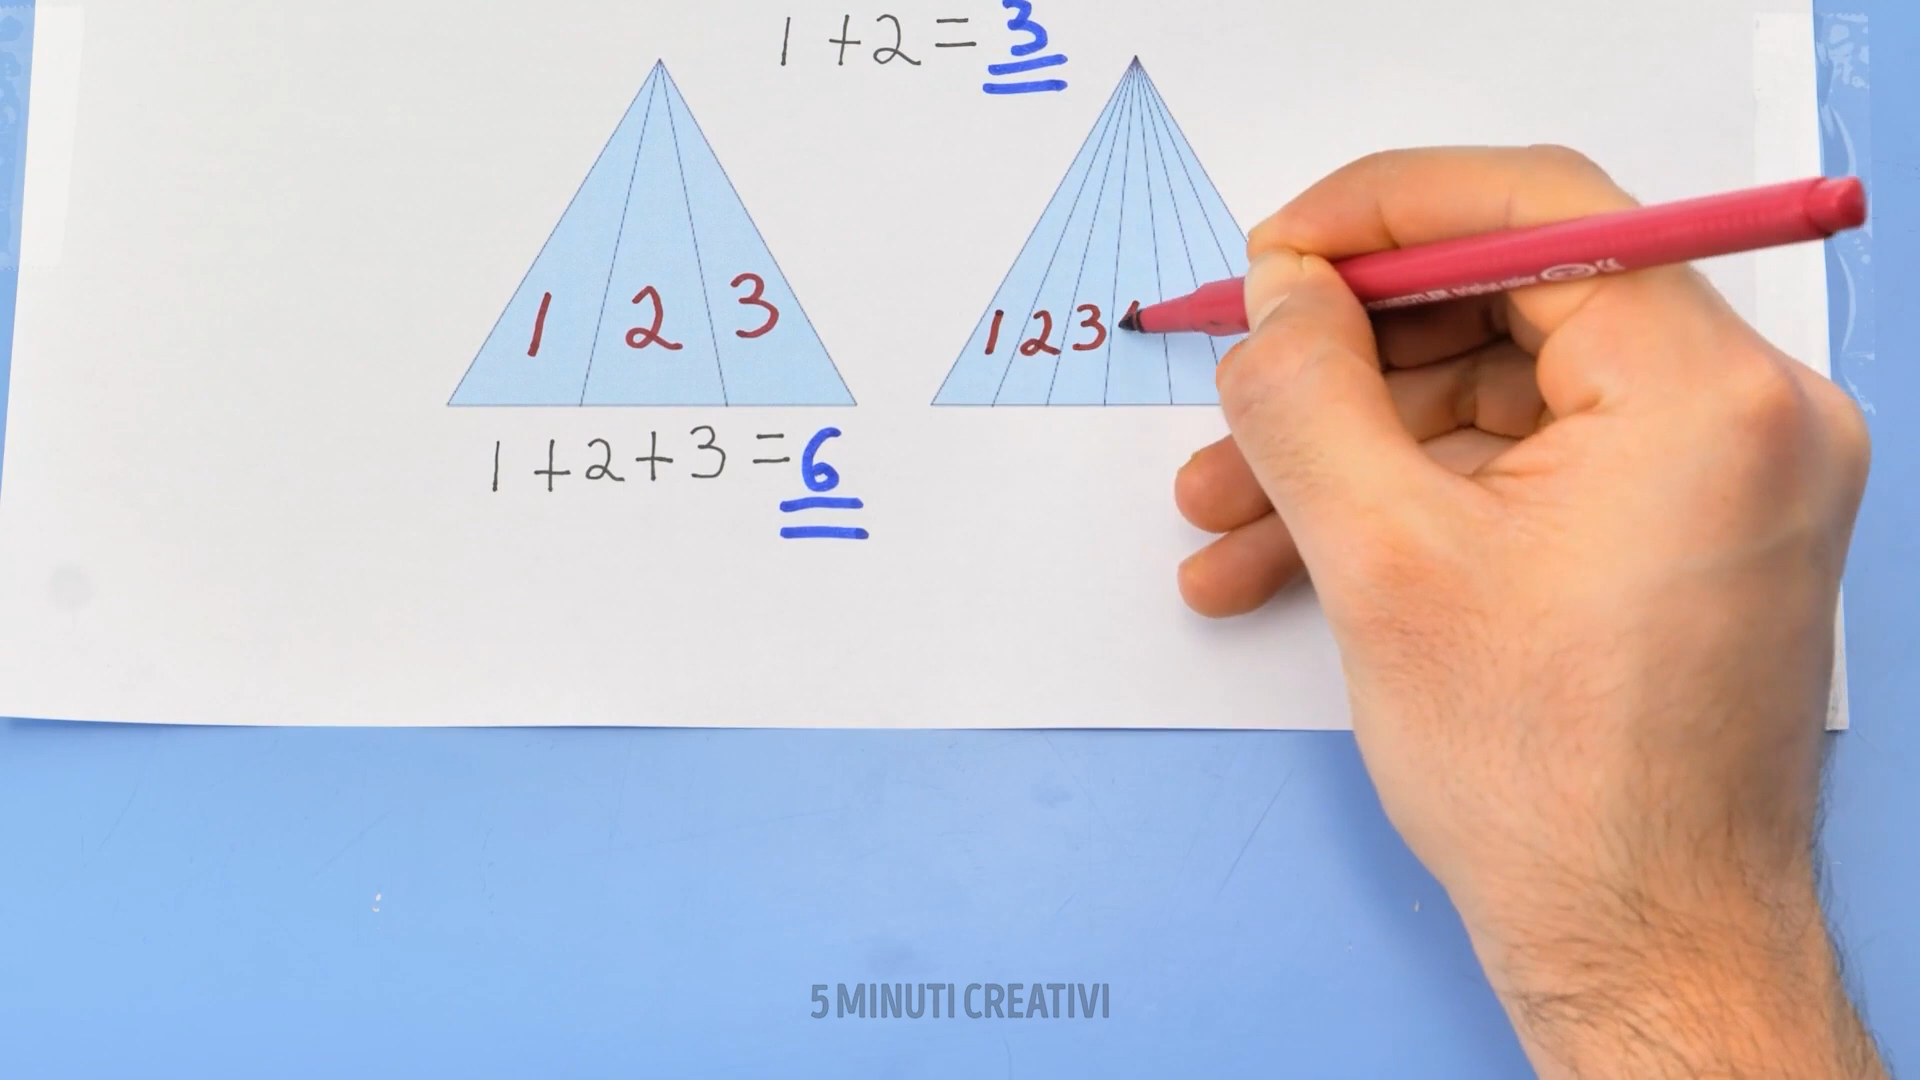 1 + 2 = 3
1 2 3
1 2 3
1 + 2 + 3 = 6
5 MINUTI CREATIVI